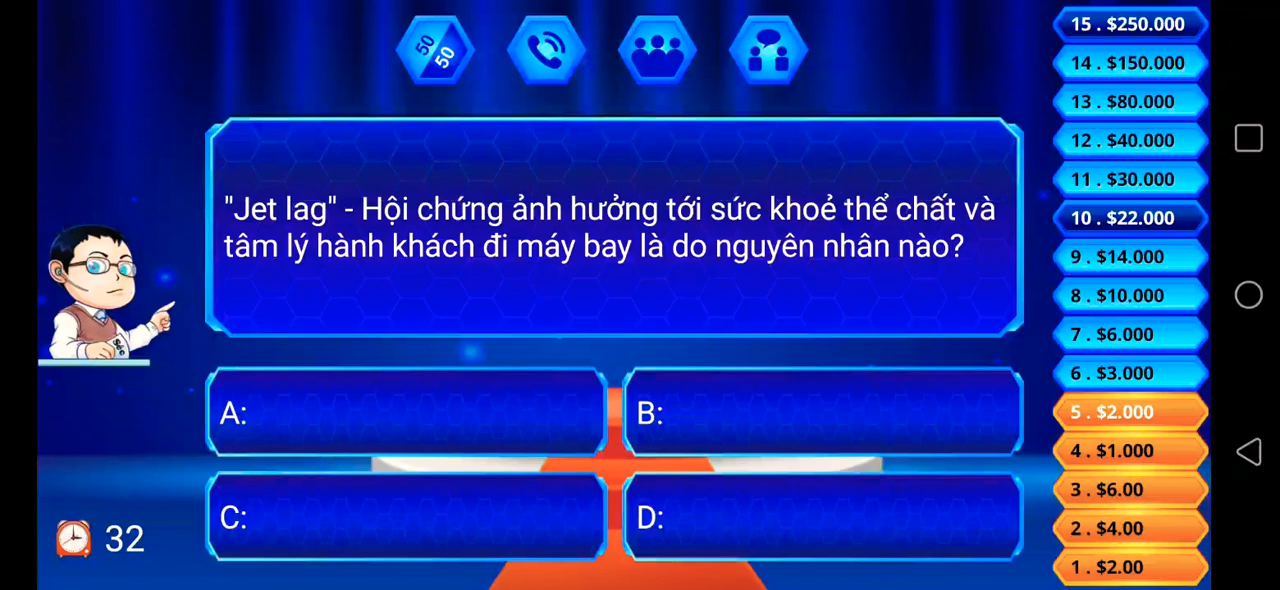 50
50
15 . $250.000
14 . $150.000
13 . $80.000
12 . $40.000
11 . $30.000
10 . $22.000
9 . $14.000
8 . $10.000
7 . $6.000
6 . $3.000
5 . $2.000
4 . $1.000
3 . $6.00
2 . $4.00
1 . $2.00
"Jet lag" - Hội chứng ảnh hưởng tới sức khoẻ thể chất và
tâm lý hành khách đi máy bay là do nguyên nhân nào?
A:
B:
C:
D:
32